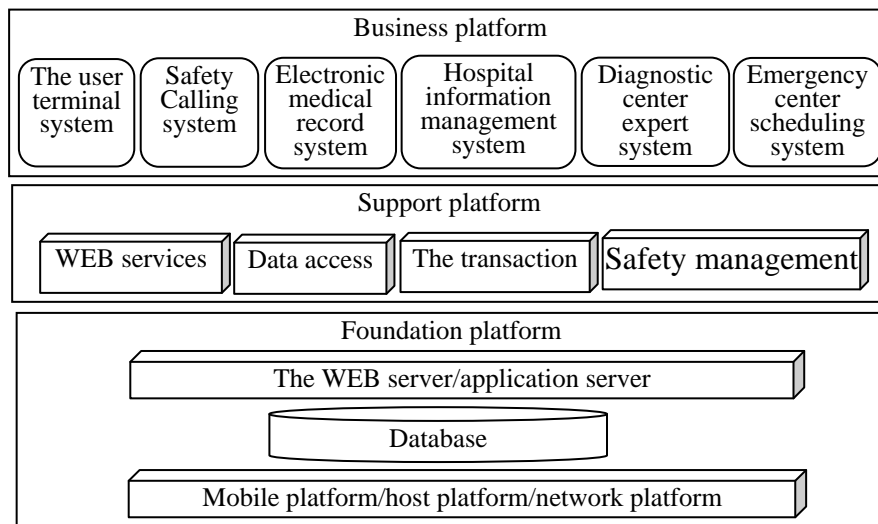 Business platform
The user
terminal
system
Safety
Calling
system
Electronic
medical
record
system
Hospital
information
management
system
Diagnostic
center
expert
system
Emergency
center
scheduling
system
Support platform
WEB services
Data access
The transaction
Safety management
Foundation platform
The WEB server/application server
Database
Mobile platform/host platform/network platform